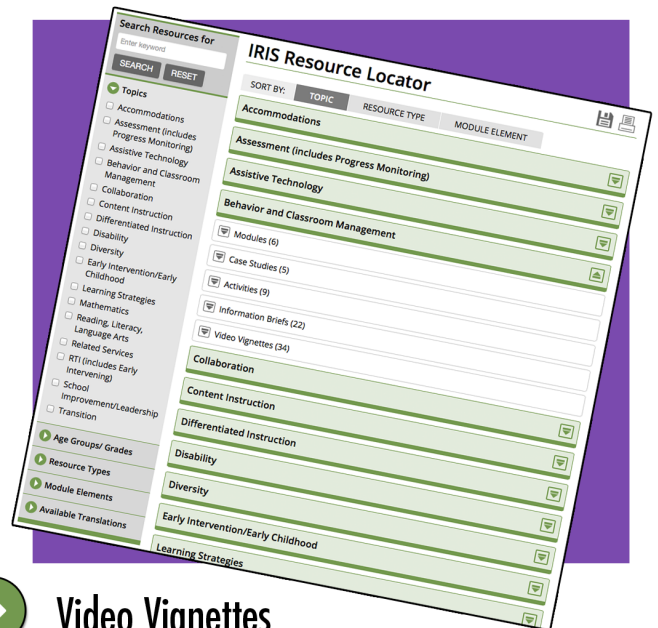 Search Resources for
Enter keyword
SEARCH RESET
Topics
Accommodations
Assessment (includes
Progress Monitoring)
Assistive Technology
Behavior and Classroom
Management
Collaboration
Content Instruction
Differentiated Instruction
Disability
Diversity
Early Intervention/Early
Childhood
Learning Strategies
Mathematics
Reading, Literacy,
Language Arts
Related Services
RTI (includes Early
Intervening)
School
Improvement/Leadership
Transition
Age Groups/ Grades
Resource Types
Module Elements
Available Translations
IRIS Resource Locator
SORT BY: TOPIC RESOURCE TYPE MODULE ELEMENT
Accommodations
Assessment (includes Progress Monitoring)
Assistive Technology
Behavior and Classroom Management
Modules (6)
Case Studies (5)
Activities (9)
Information Briefs (22)
Video Vignettes (34)
Collaboration
Content Instruction
Differentiated Instruction
Disability
Diversity
Early Intervention/Early Childhood
Learning Strategies
Video Vignettes